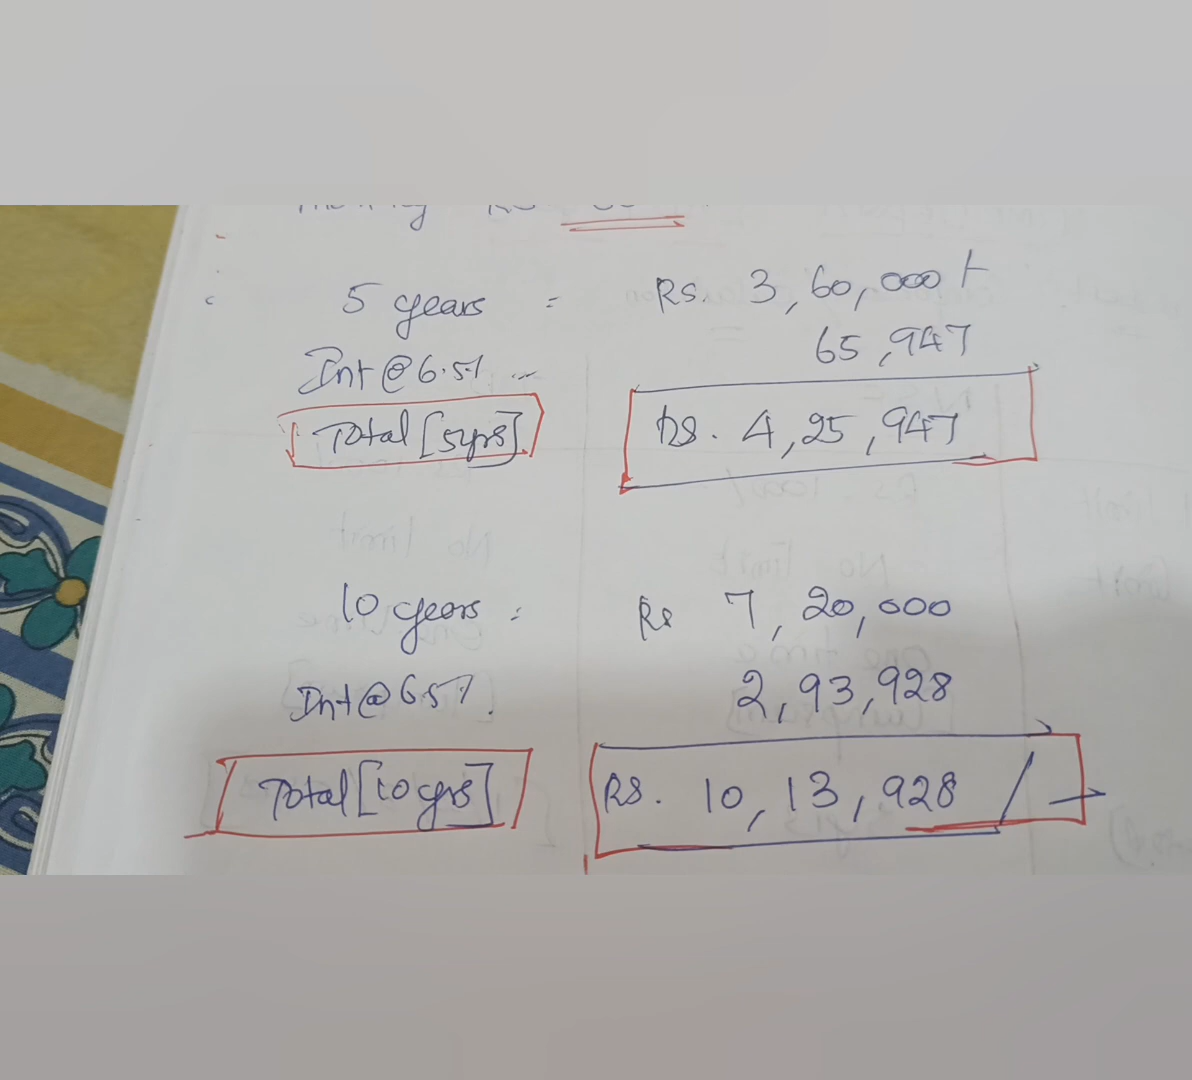 5 years = Rs. 3,60,000 +
Int @ 6.5% 65,947
Total [5yrs] Rs. 4,25,947
10 years : Rs 7,20,000
Int @ 6.5% 2,93,928
Total [10 yrs] Rs. 10,13,928 /-